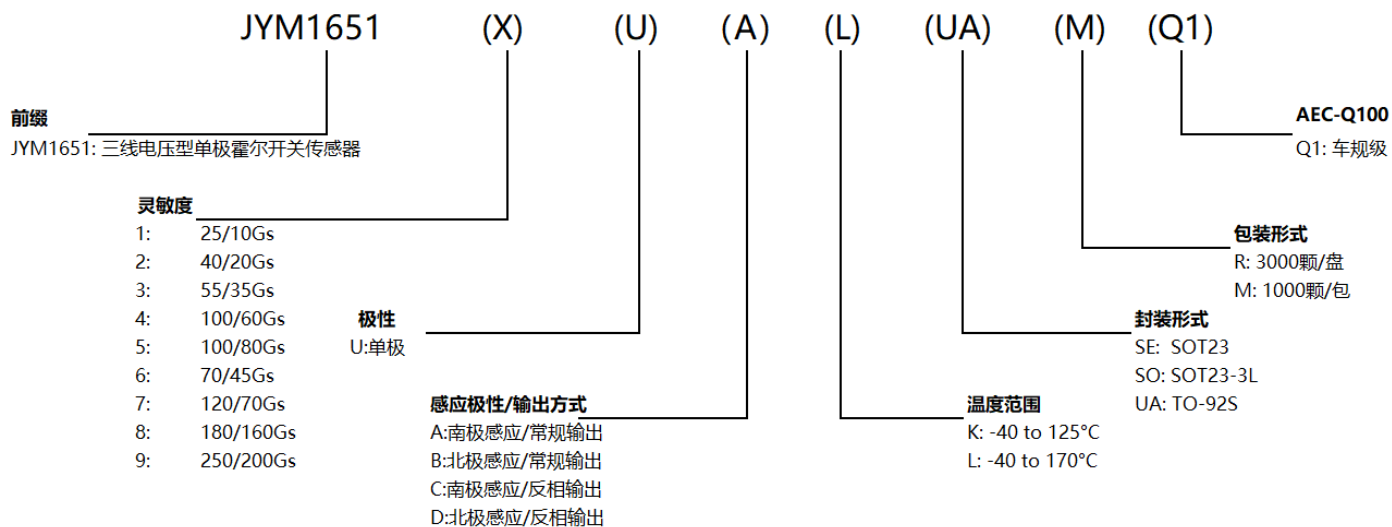 JYM1651 (X) (U) (A) (L) (UA) (M) (Q1)
前缀
JYM1651: 三线电压型单极霍尔开关传感器
AEC-Q100
Q1: 车规级
灵敏度
1: 25/10Gs
2: 40/20Gs
3: 55/35Gs
4: 100/60Gs
5: 100/80Gs
6: 70/45Gs
7: 120/70Gs
8: 180/160Gs
9: 250/200Gs
极性
U:单极
感应极性/输出方式
A:南极感应/常规输出
B:北极感应/常规输出
C:南极感应/反相输出
D:北极感应/反相输出
温度范围
K: -40 to 125°C
L: -40 to 170°C
封装形式
SE: SOT23
SO: SOT23-3L
UA: TO-92S
包装形式
R: 3000颗/盘
M: 1000颗/包